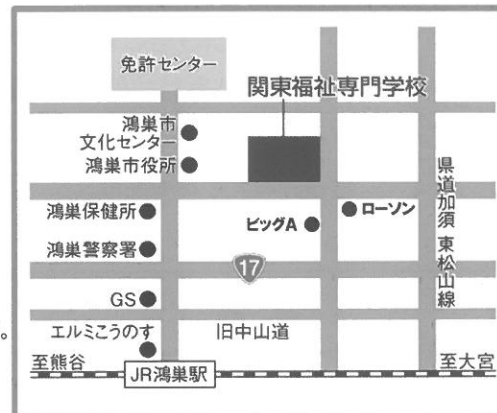 免許センター
関東福祉専門学校
鴻巣市
文化センター
鴻巣市役所
鴻巣保健所
ビッグA
ローソン
県道加須 東松山線
鴻巣警察署
17
GS
エルミこうのす
旧中山道
。
至熊谷
JR鴻巣駅
至大宮